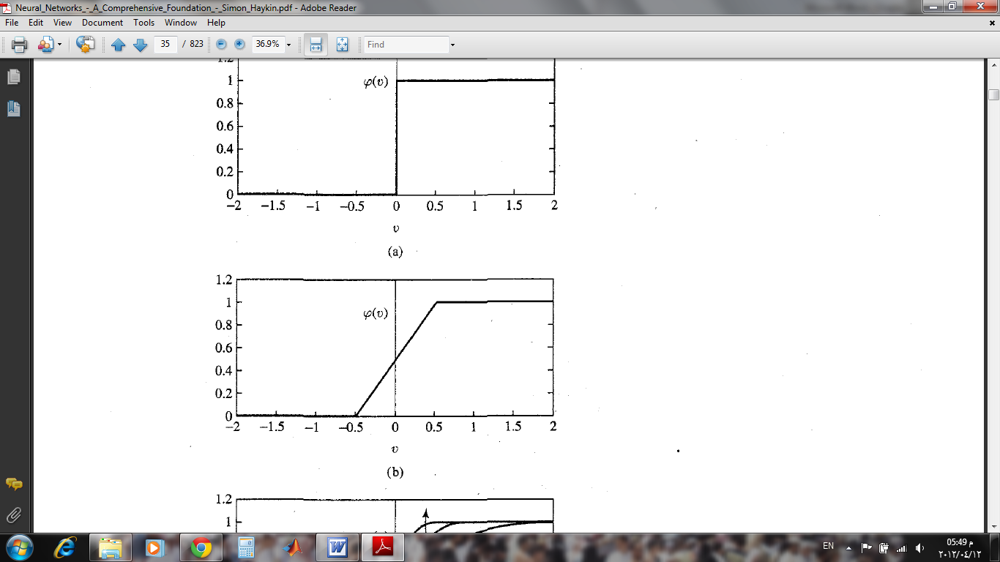 Neural_Networks_-_A_Comprehensive_Foundation_-_Simon_Haykin.pdf - Adobe Reader
File Edit View Document Tools Window Help
35 / 823 36.9% Find
1.2
1
φ(v)
0.8
0.6
0.4
0.2
0
−2 −1.5 −1 −0.5 0 0.5 1 1.5 2
v
(a)
1.2
1
φ(v)
0.8
0.6
0.4
0.2
0
−2 −1.5 −1 −0.5 0 0.5 1 1.5 2
v
(b)
1.2
1
EN
05:49 م
٢٠١٢/٠٤/١٢